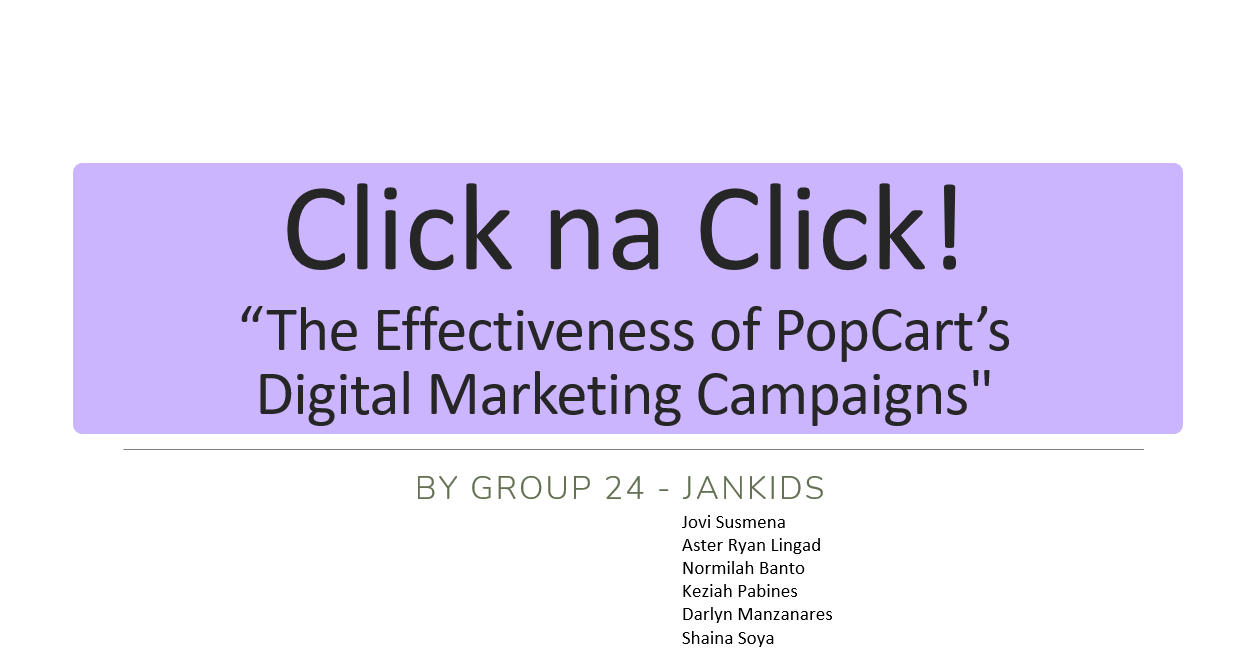 Click na Click!
“The Effectiveness of PopCart’s
Digital Marketing Campaigns"
BY GROUP 24 - JANKIDS
Jovi Susmena
Aster Ryan Lingad
Normilah Banto
Keziah Pabines
Darlyn Manzanares
Shaina Soya